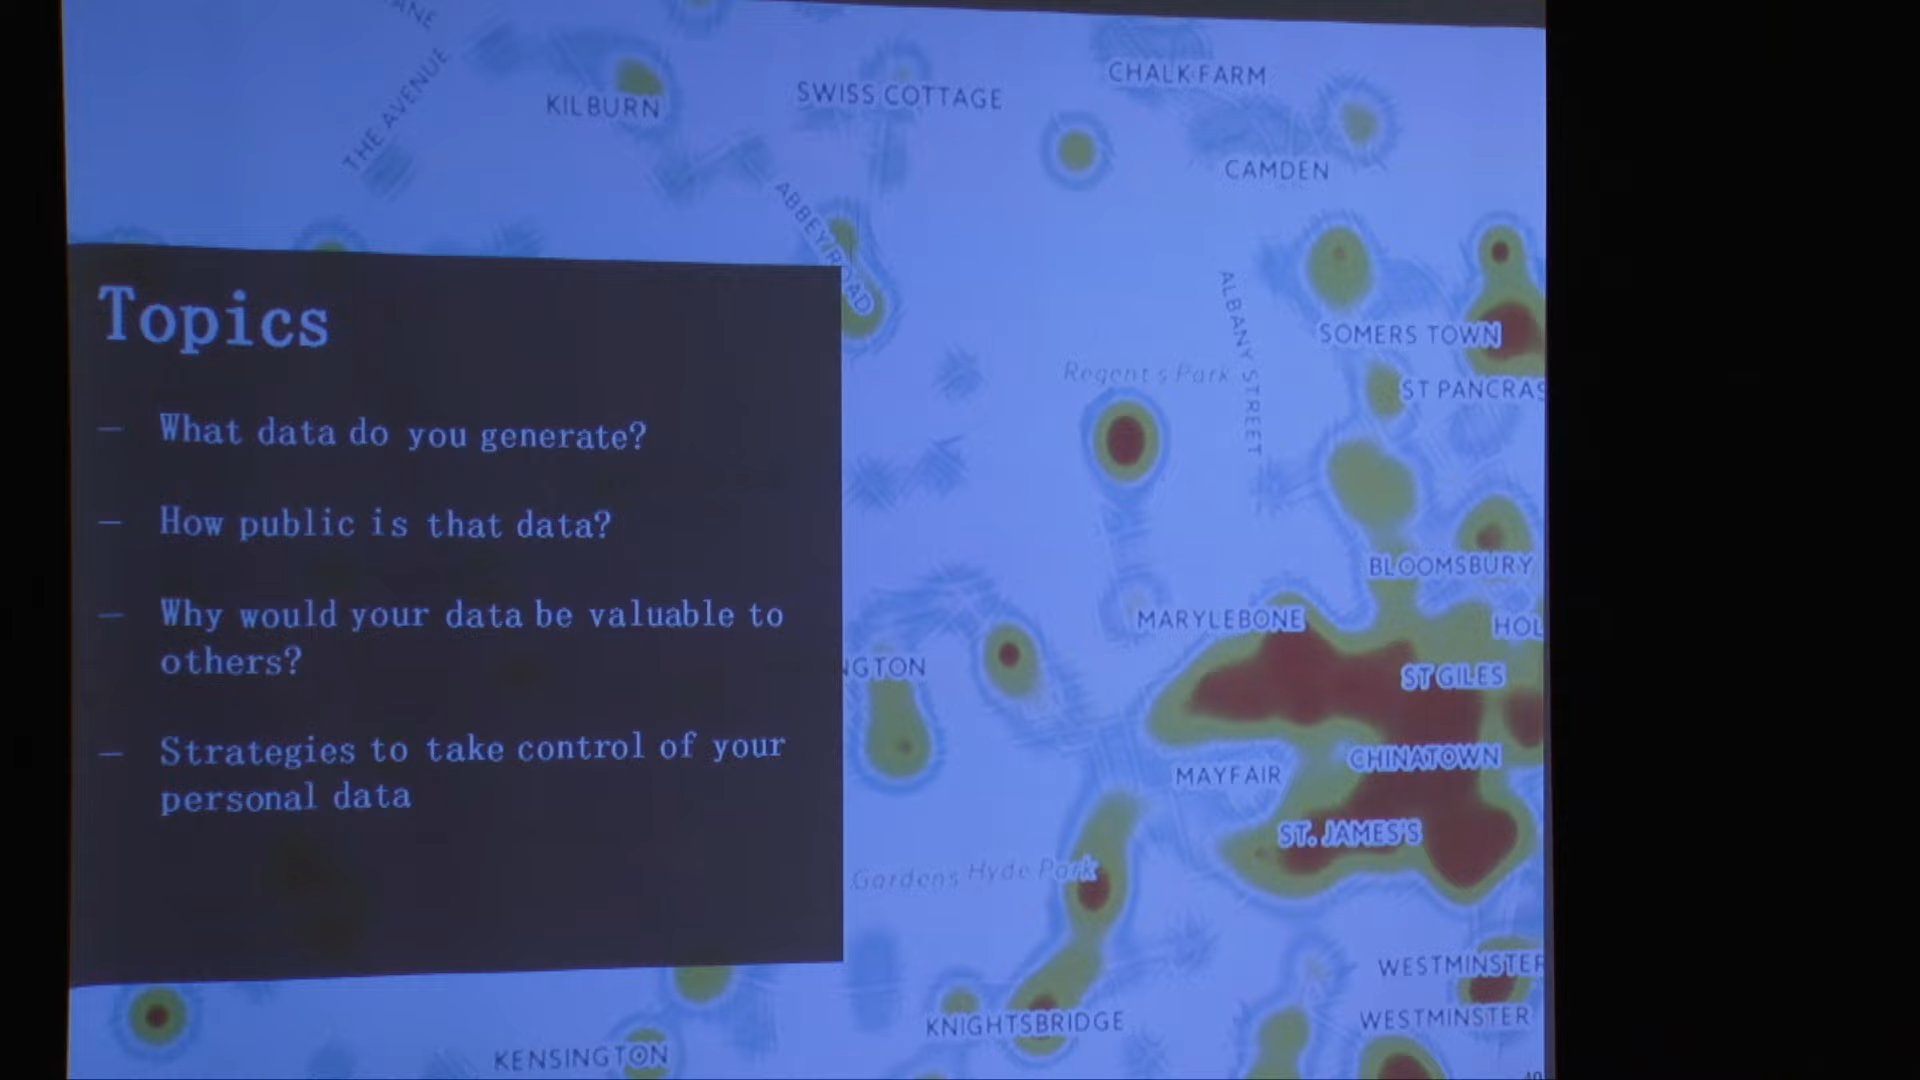 THE AVENUE
KILBURN
SWISS COTTAGE
CHALK FARM
CAMDEN
ABBEY ROAD
ALBANY STREET
SOMERS TOWN
Regent's Park
ST PANCRAS
BLOOMSBURY
MARYLEBONE
ST GILES
CHINATOWN
MAYFAIR
ST. JAMES'S
Gardens Hyde Park
WESTMINSTER
WESTMINSTER
KNIGHTSBRIDGE
KENSINGTON
Topics
– What data do you generate?
– How public is that data?
– Why would your data be valuable to
others?
– Strategies to take control of your
personal data